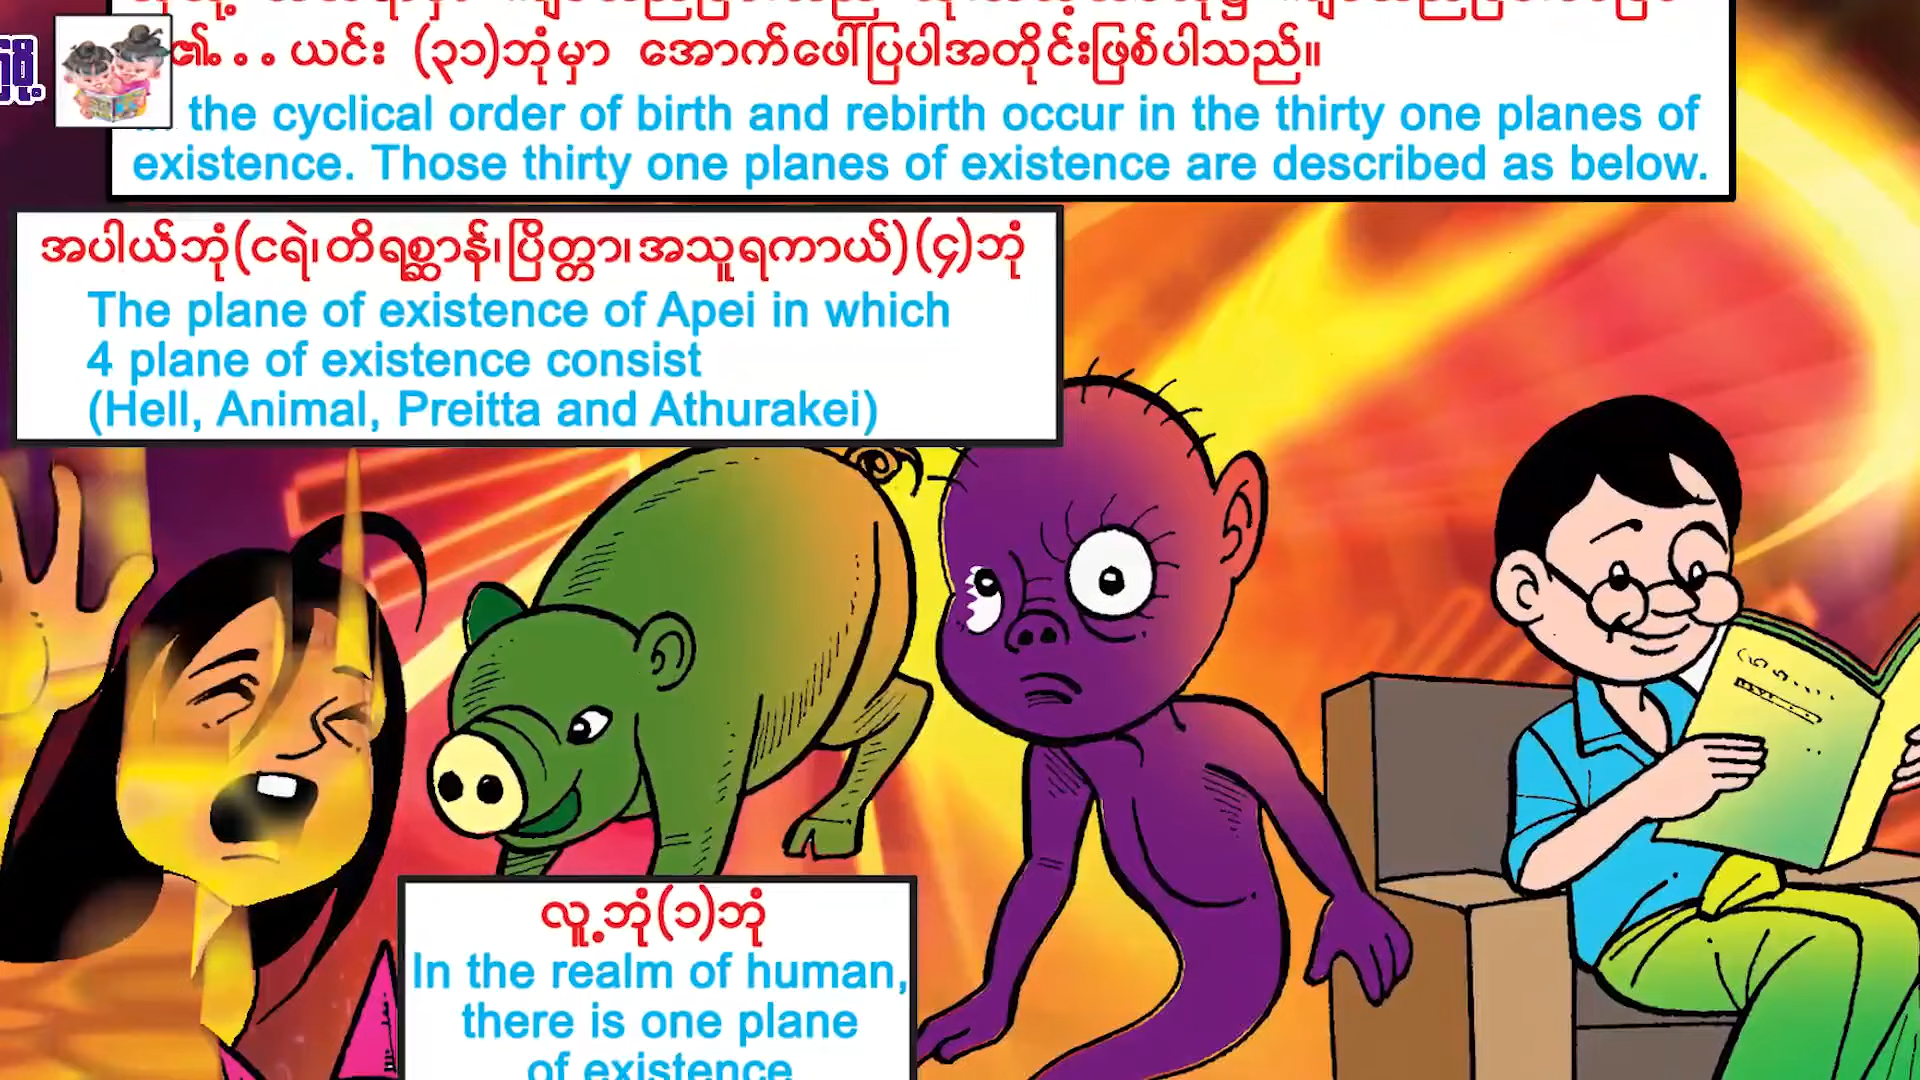 ၏... ယင်း (၃၁)ဘုံမှာ အောက်ဖေါ်ပြပါအတိုင်းဖြစ်ပါသည်။
the cyclical order of birth and rebirth occur in the thirty one planes of
existence. Those thirty one planes of existence are described as below.
အပါယ်ဘုံ(ငရဲ၊တိရစ္ဆာန်၊ပြိတ္တာ၊အသူရကာယ်)(၄)ဘုံ
The plane of existence of Apei in which
4 plane of existence consist
(Hell, Animal, Preitta and Athurakei)
လူ့ဘုံ(၁)ဘုံ
In the realm of human,
there is one plane
of existence